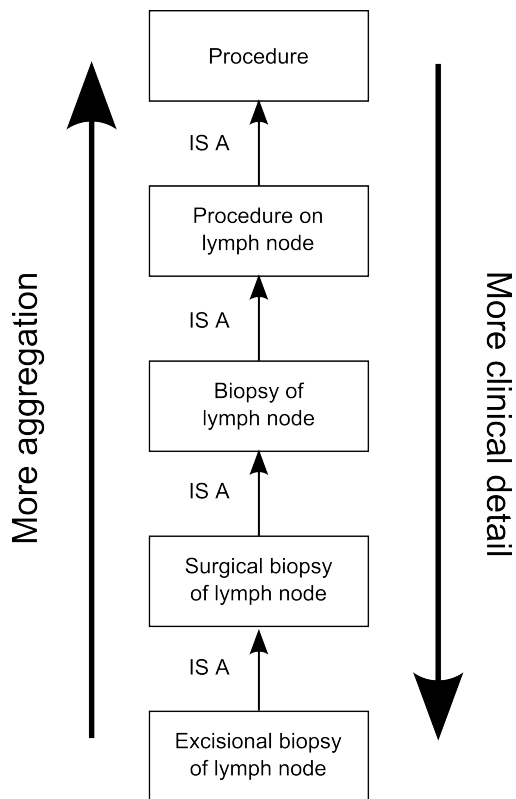 Procedure
IS A
Procedure on
lymph node
IS A
Biopsy of
lymph node
IS A
Surgical biopsy
of lymph node
IS A
Excisional biopsy
of lymph node
More aggregation
More clinical detail